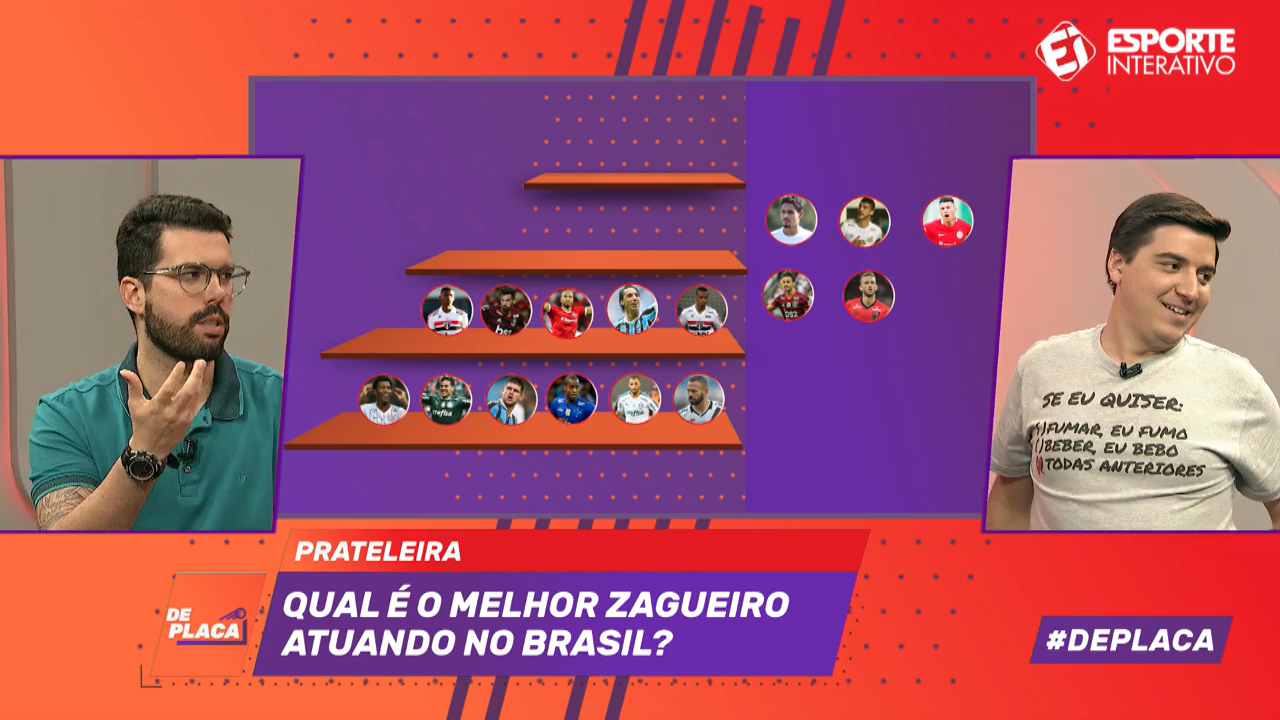 Ei ESPORTE
INTERATIVO
SE EU QUISER:
FUMAR, EU FUMO
BEBER, EU BEBO
TODAS ANTERIORES
PRATELEIRA
DE
PLACA
QUAL É O MELHOR ZAGUEIRO
ATUANDO NO BRASIL?
#DEPLACA